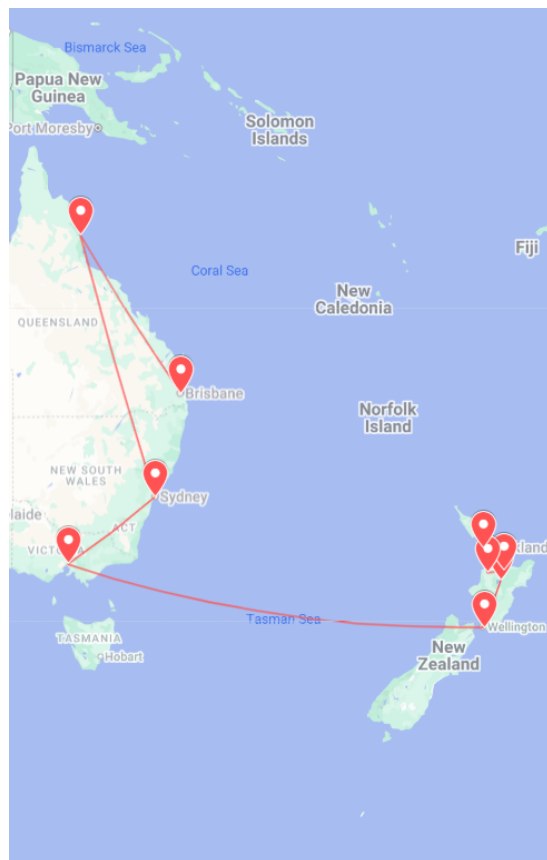 Bismarck Sea
Papua New
Guinea
Port Moresby
Solomon
Islands
Coral Sea
Fiji
New
Caledonia
QUEENSLAND
Brisbane
Norfolk
Island
NEW SOUTH
WALES
Sydney
elaide
ACT
VICTORIA
kland
Tasman Sea
Wellington
TASMANIA
Hobart
New
Zealand